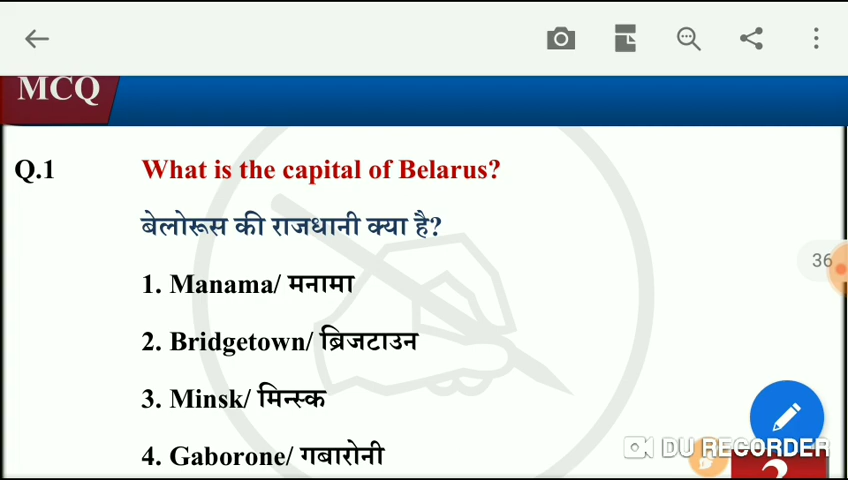 MCQ
Q.1 What is the capital of Belarus?
बेलोरूस की राजधानी क्या है?
36
1. Manama/ मनामा
2. Bridgetown/ ब्रिजटाउन
3. Minsk/ मिन्स्क
4. Gaborone/ गबारोनी
DU RECORDER